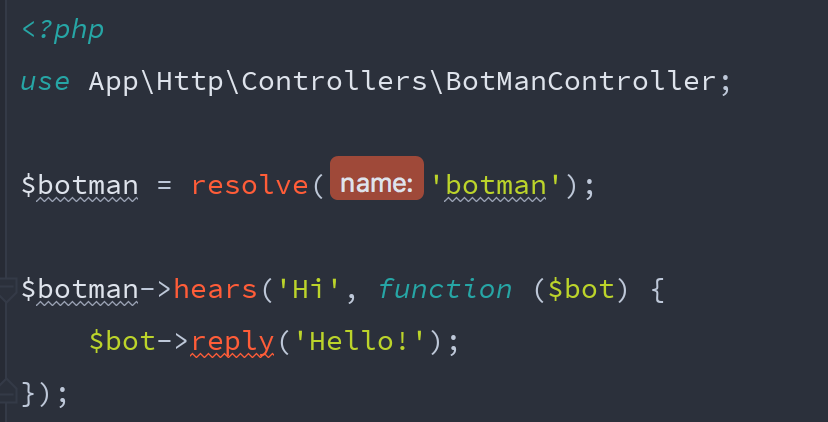 <?php
use App\Http\Controllers\BotManController;
$botman = resolve( name: 'botman');
$botman->hears('Hi', function ($bot) {
    $bot->reply('Hello!');
});